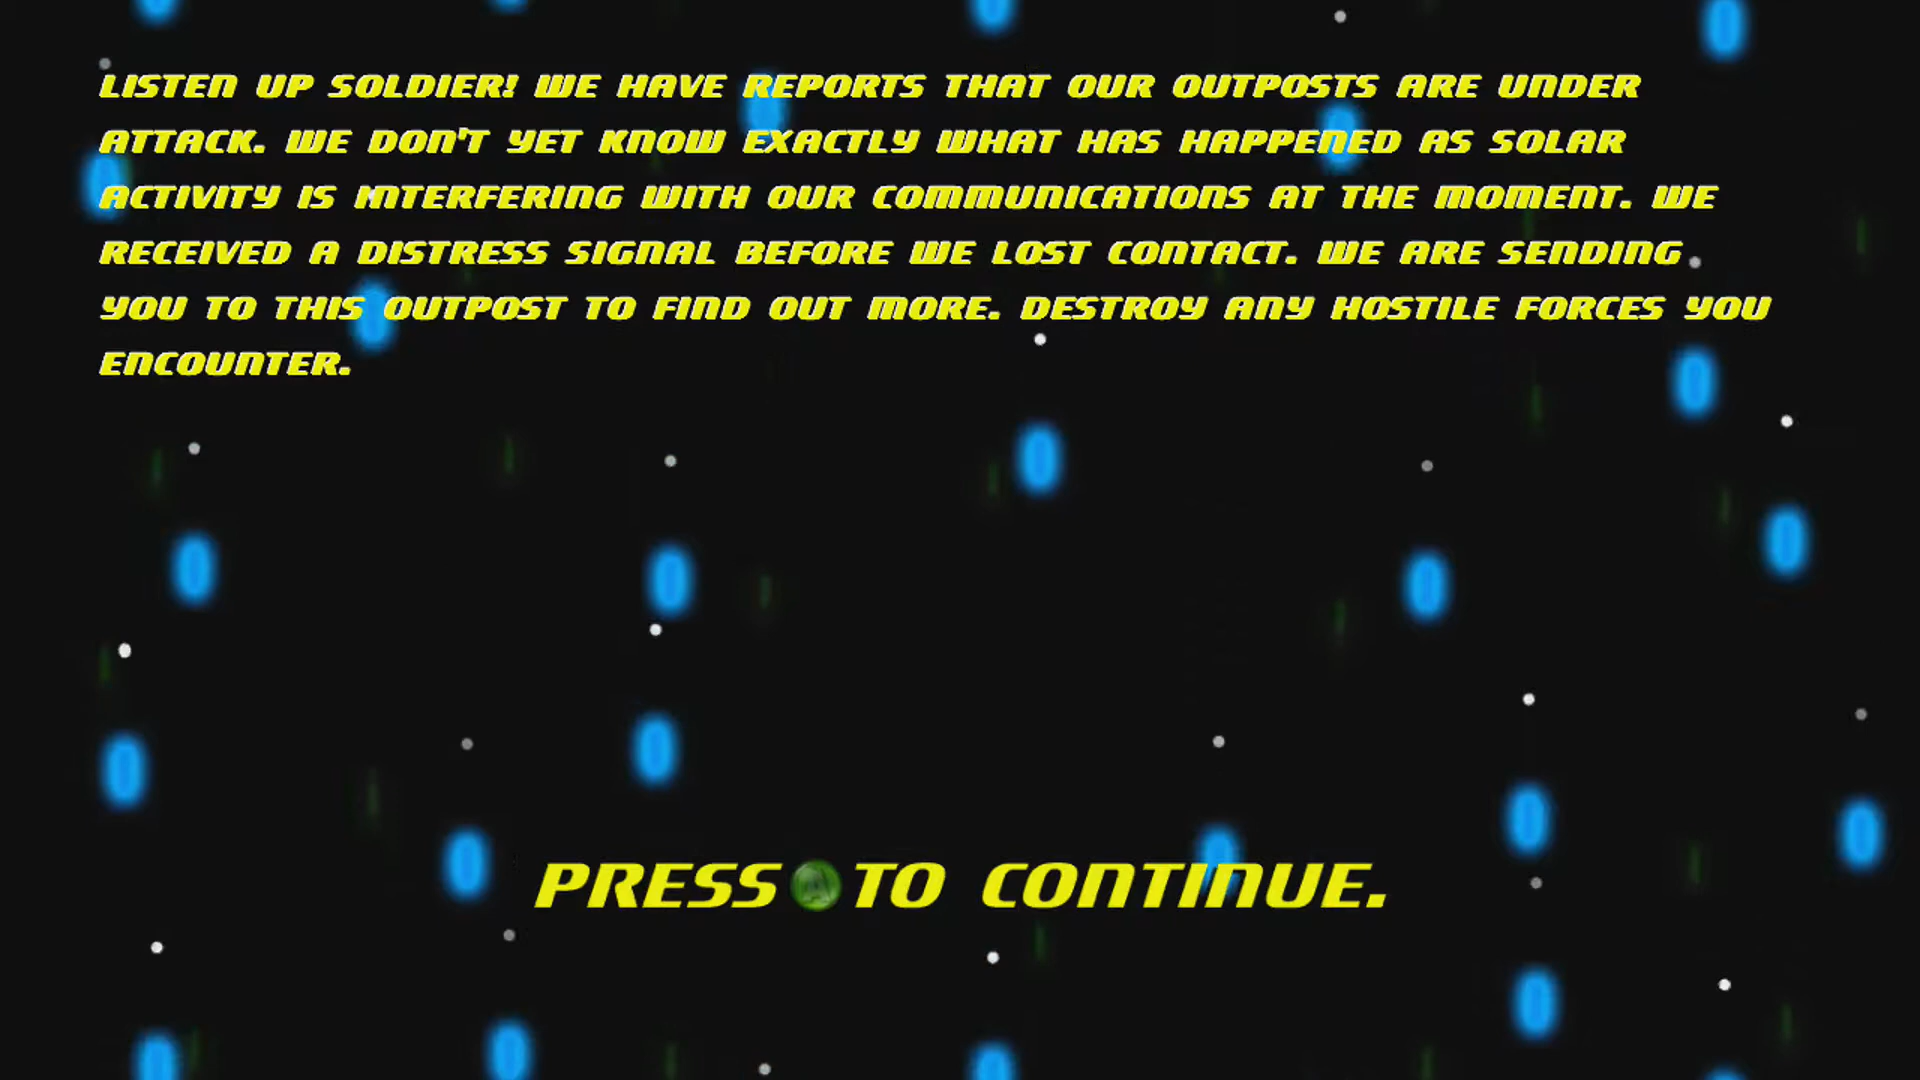 LISTEN UP SOLDIER! WE HAVE REPORTS THAT OUR OUTPOSTS ARE UNDER
ATTACK. WE DON'T YET KNOW EXACTLY WHAT HAS HAPPENED AS SOLAR
ACTIVITY IS INTERFERING WITH OUR COMMUNICATIONS AT THE MOMENT. WE
RECEIVED A DISTRESS SIGNAL BEFORE WE LOST CONTACT. WE ARE SENDING
YOU TO THIS OUTPOST TO FIND OUT MORE. DESTROY ANY HOSTILE FORCES YOU
ENCOUNTER.
PRESS A TO CONTINUE.